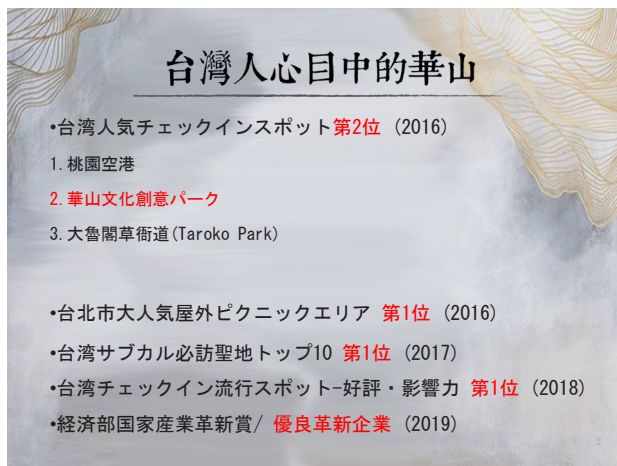 台灣人心目中的華山
•台湾人気チェックインスポット第2位 (2016)
1. 桃園空港
2. 華山文化創意パーク
3. 大魯閣草衙道(Taroko Park)
•台北市大人気屋外ピクニックエリア 第1位 (2016)
•台湾サブカル必訪聖地トップ10 第1位 (2017)
•台湾チェックイン流行スポット-好評・影響力 第1位 (2018)
•経済部国家産業革新賞/ 優良革新企業 (2019)
2